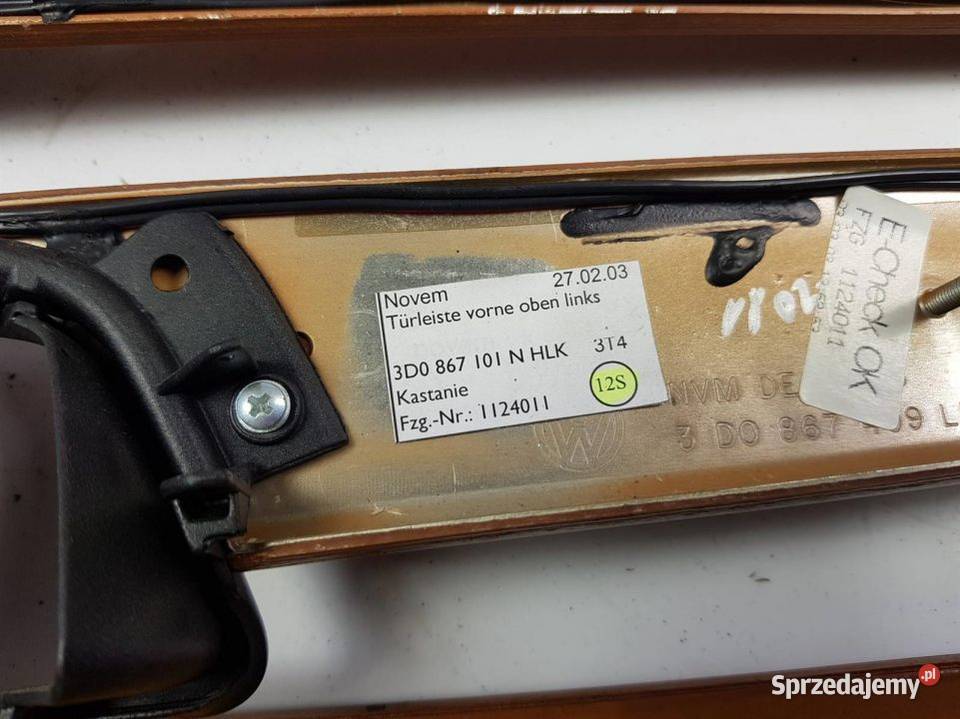 Novem 27.02.03
Türleiste vorne oben links
3D0 867 101 N HLK 3T4
Kastanie 12S
Fzg.-Nr.: 1124011
E-Check OK
FZG 1124011
NVM DE
3 D0 867
Sprzedajemy.pl